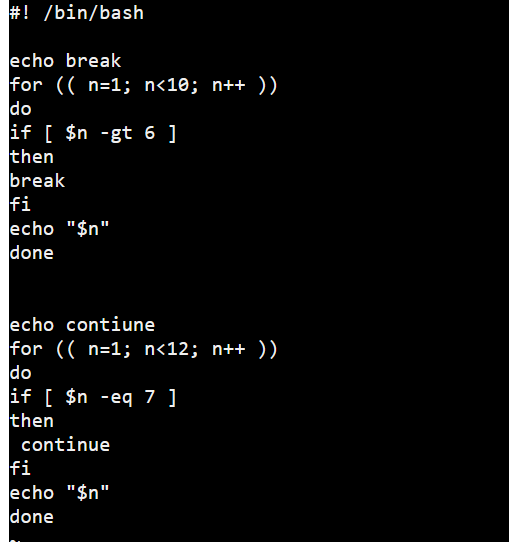 #! /bin/bash
echo break
for (( n=1; n<10; n++ ))
do
if [ $n -gt 6 ]
then
break
fi
echo "$n"
done
echo contiune
for (( n=1; n<12; n++ ))
do
if [ $n -eq 7 ]
then
continue
fi
echo "$n"
done